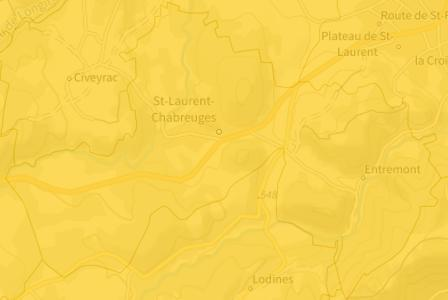 Route de St-
Plateau de St-
Laurent
la Croi
Civeyrac
St-Laurent-
Chabreuges
Entremont
548
Lodines